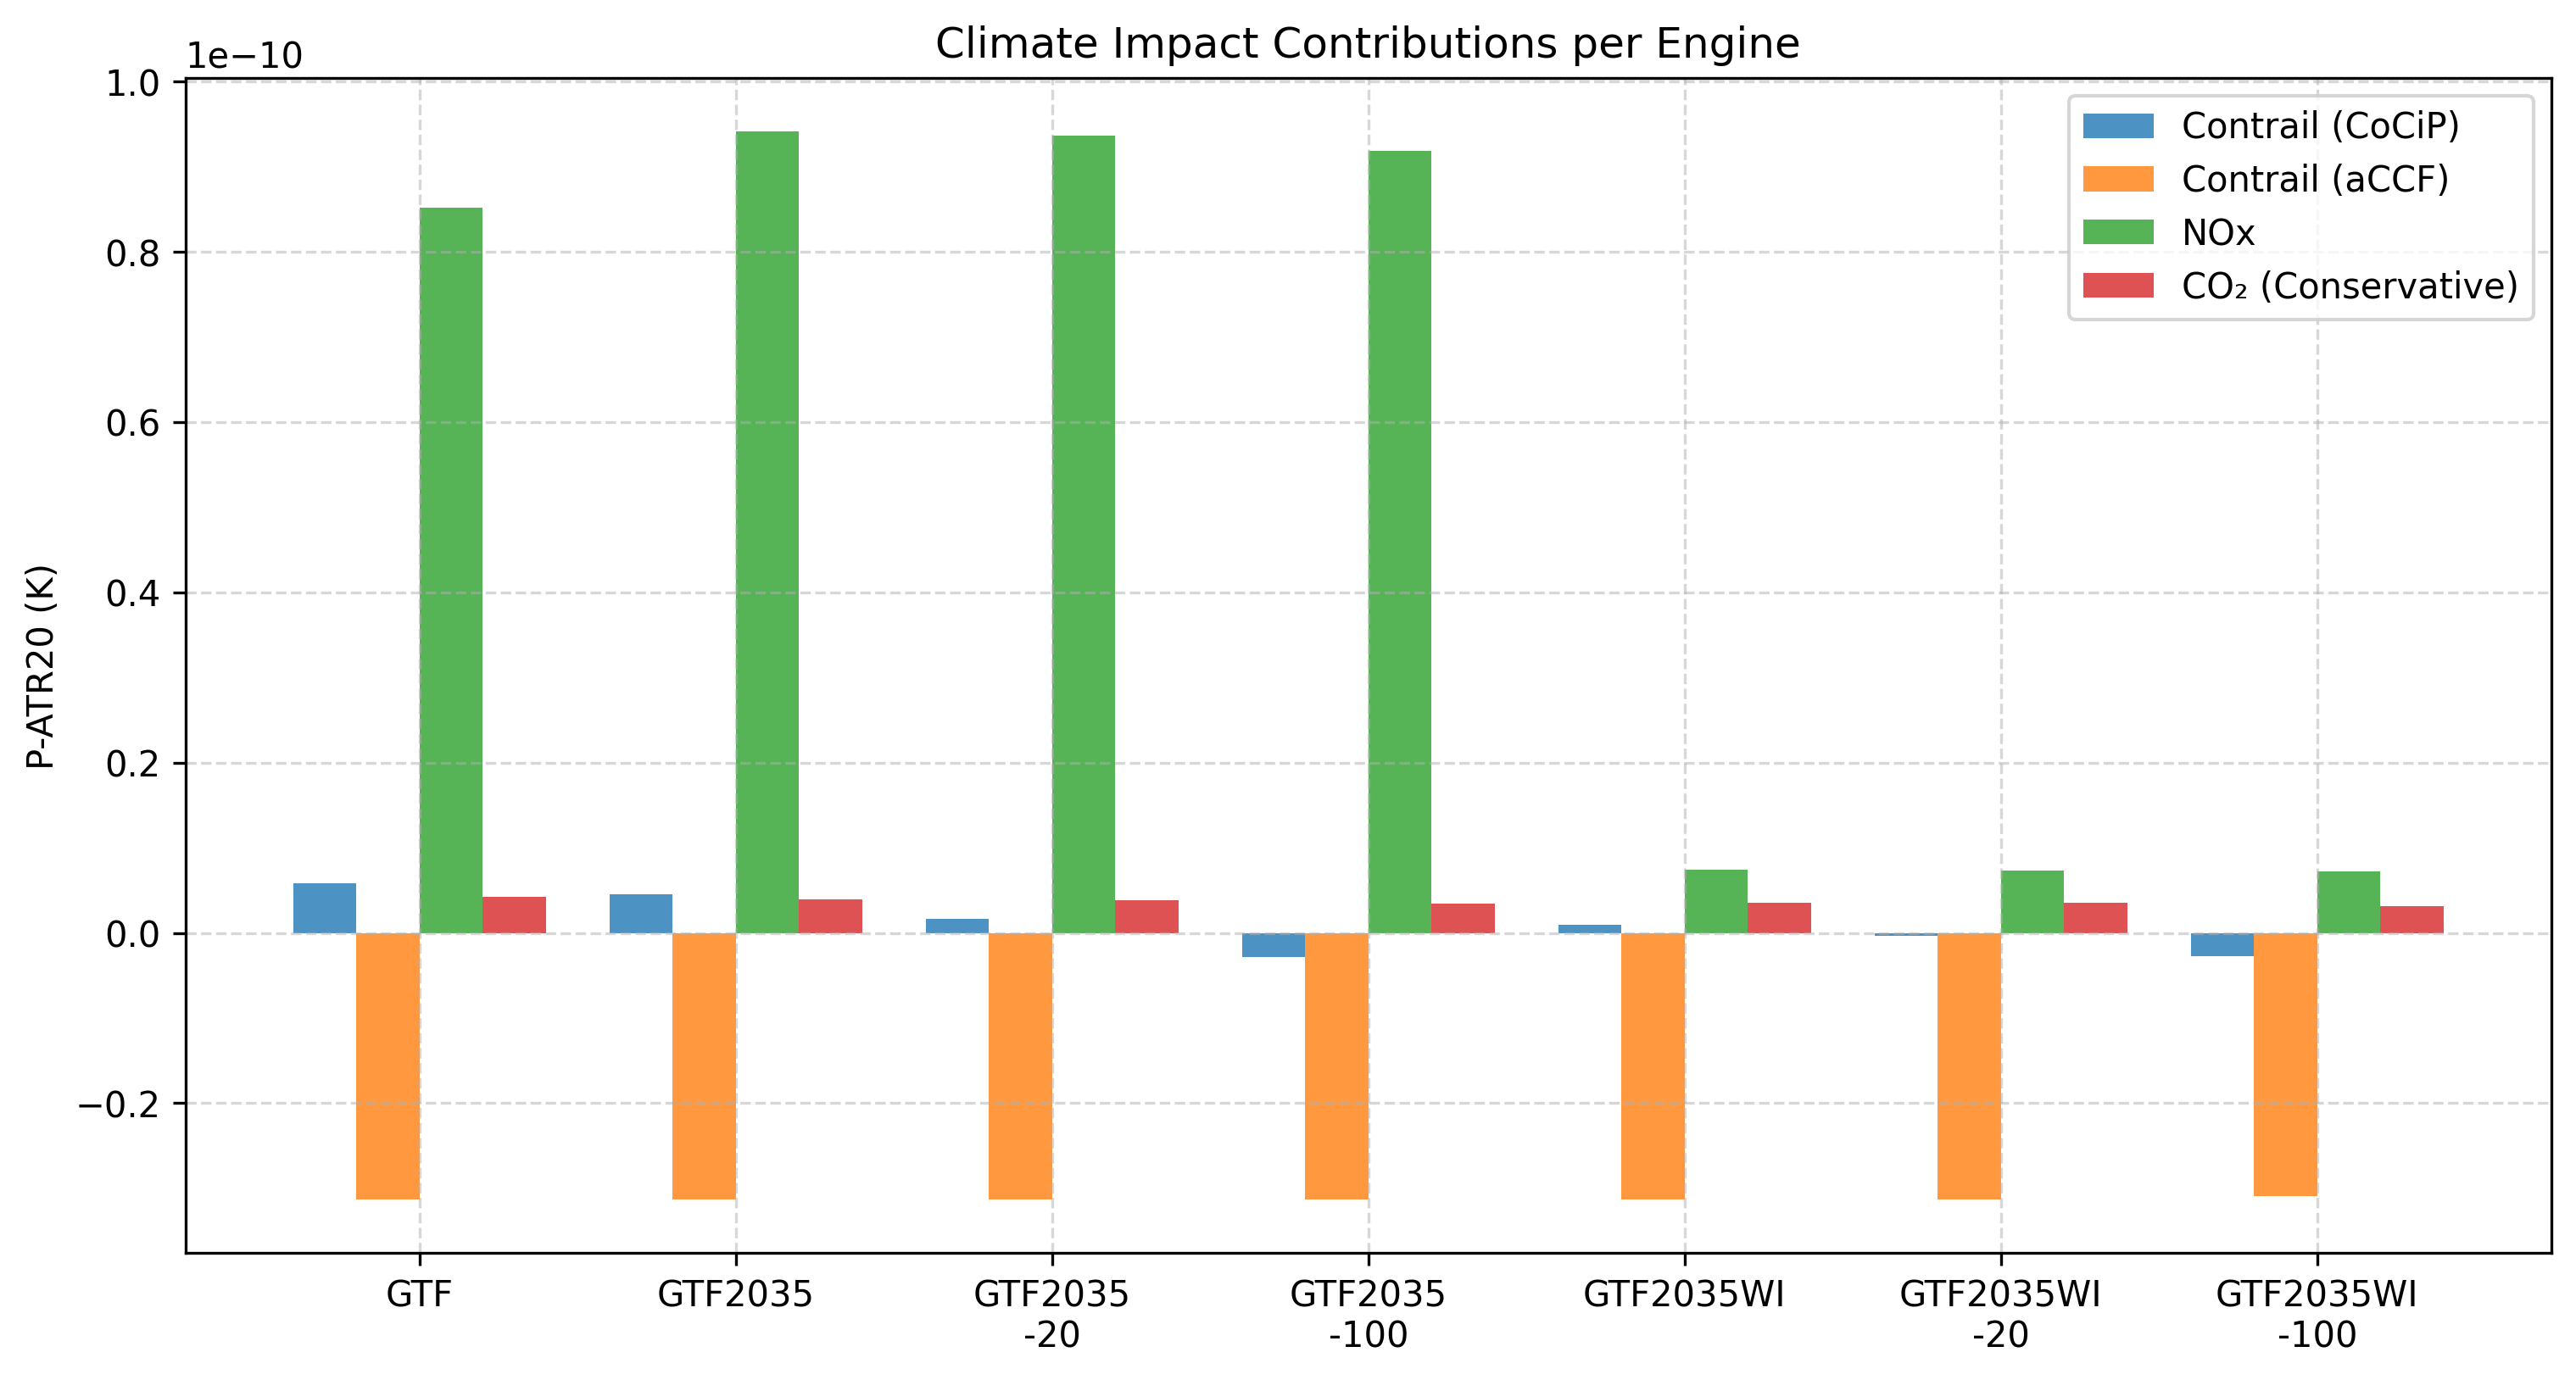 Climate Impact Contributions per Engine
1e−10
1.0
0.8
0.6
0.4
0.2
0.0
−0.2
P-ATR20 (K)
Contrail (CoCiP)
Contrail (aCCF)
NOx
CO₂ (Conservative)
GTF
GTF2035
GTF2035
-20
GTF2035
-100
GTF2035WI
GTF2035WI
-20
GTF2035WI
-100